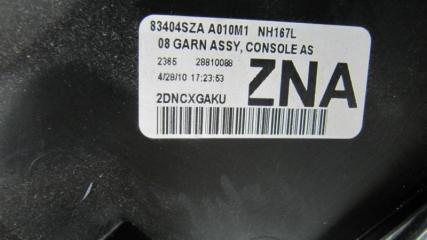 83404SZA A010M1 NH167L
08 GARN ASSY, CONSOLE AS
2365 28810088
4/28/10 17:23:53
ZNA
2DNCXGAKU